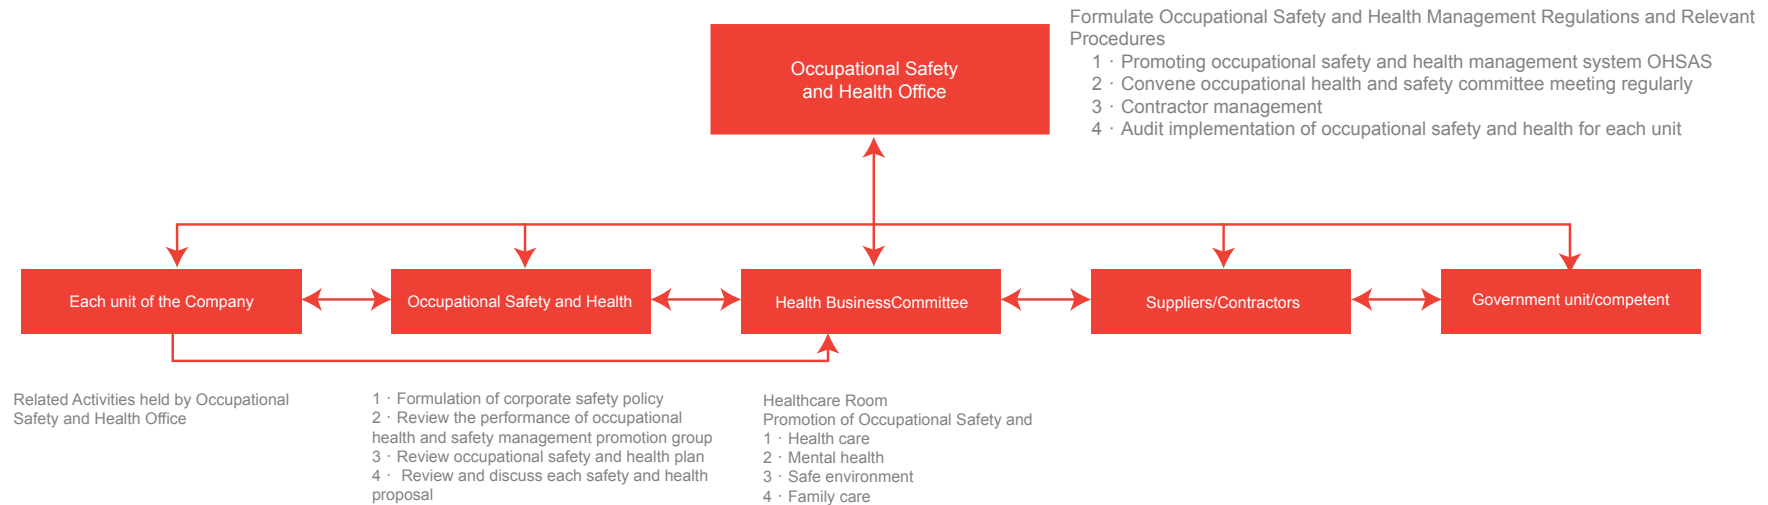 Occupational Safety
and Health Office
Formulate Occupational Safety and Health Management Regulations and Relevant
Procedures
1 · Promoting occupational safety and health management system OHSAS
2 · Convene occupational health and safety committee meeting regularly
3 · Contractor management
4 · Audit implementation of occupational safety and health for each unit
Each unit of the Company
Occupational Safety and Health
Health BusinessCommittee
Suppliers/Contractors
Government unit/competent
Related Activities held by Occupational
Safety and Health Office
1 · Formulation of corporate safety policy
2 · Review the performance of occupational
health and safety management promotion group
3 · Review occupational safety and health plan
4 · Review and discuss each safety and health
proposal
Healthcare Room
Promotion of Occupational Safety and
1 · Health care
2 · Mental health
3 · Safe environment
4 · Family care